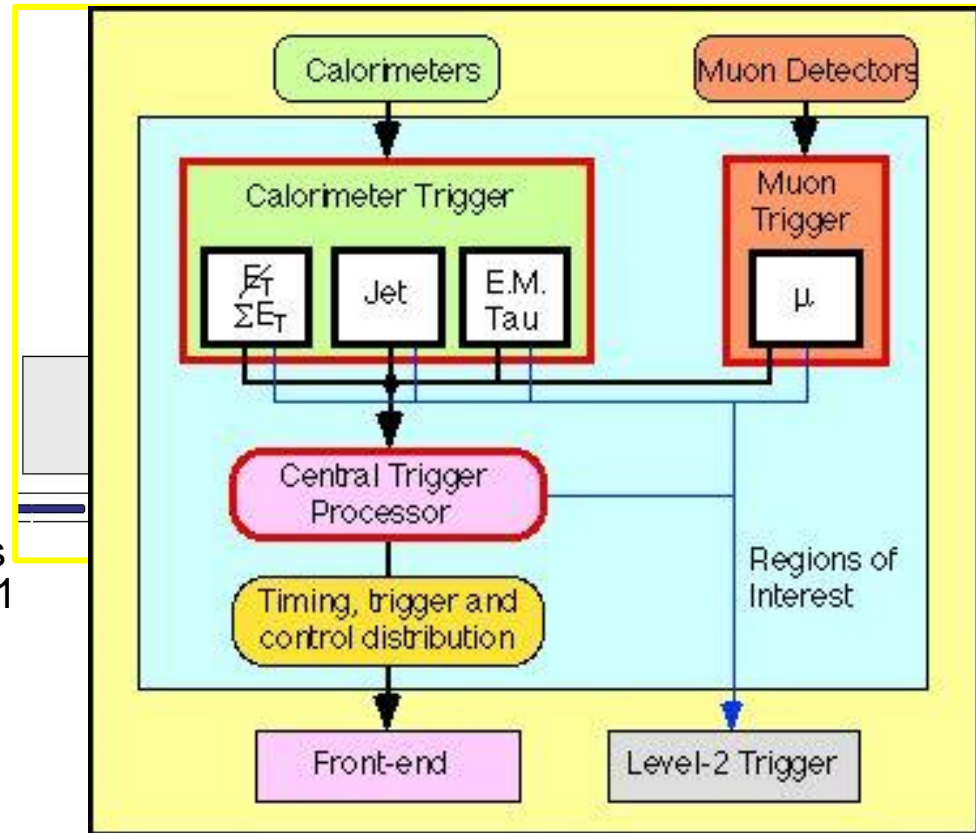 Calorimeters
Muon Detectors
Calorimeter Trigger
Muon
Trigger
E̸T
ΣET
Jet
E.M.
Tau
μ
Central Trigger
Processor
Regions of
Interest
s
1
Timing, trigger and
control distribution
Front-end
Level-2 Trigger